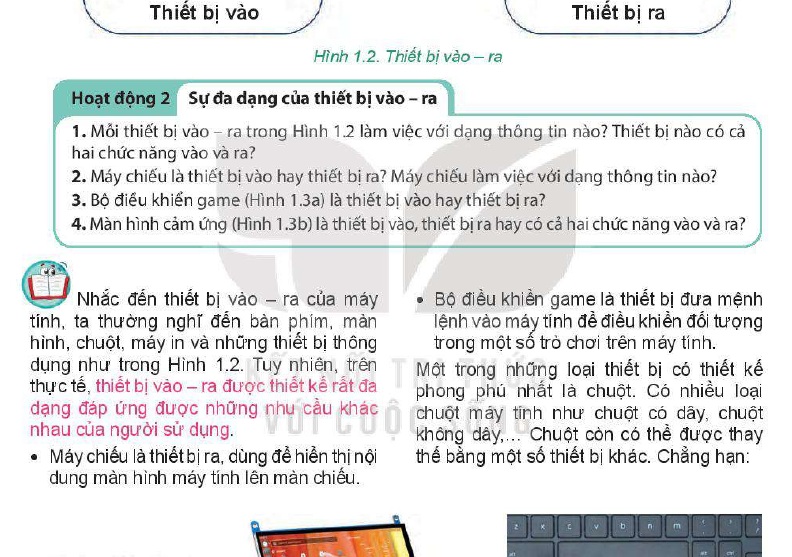 Thiết bị vào
Thiết bị ra
Hình 1.2. Thiết bị vào – ra
Hoạt động 2 Sự đa dạng của thiết bị vào – ra
1. Mỗi thiết bị vào – ra trong Hình 1.2 làm việc với dạng thông tin nào? Thiết bị nào có cả
hai chức năng vào và ra?
2. Máy chiếu là thiết bị vào hay thiết bị ra? Máy chiếu làm việc với dạng thông tin nào?
3. Bộ điều khiển game (Hình 1.3a) là thiết bị vào hay thiết bị ra?
4. Màn hình cảm ứng (Hình 1.3b) là thiết bị vào, thiết bị ra hay có cả hai chức năng vào và ra?
Nhắc đến thiết bị vào – ra của máy
tính, ta thường nghĩ đến bàn phím, màn
hình, chuột, máy in và những thiết bị thông
dụng như trong Hình 1.2. Tuy nhiên, trên
thực tế, thiết bị vào – ra được thiết kế rất đa
dạng đáp ứng được những nhu cầu khác
nhau của người sử dụng.
• Máy chiếu là thiết bị ra, dùng để hiển thị nội
dung màn hình máy tính lên màn chiếu.
• Bộ điều khiển game là thiết bị đưa mệnh
lệnh vào máy tính để điều khiển đối tượng
trong một số trò chơi trên máy tính.
Một trong những loại thiết bị có thiết kế
phong phú nhất là chuột. Có nhiều loại
chuột máy tính như chuột có dây, chuột
không dây,... Chuột còn có thể được thay
thế bằng một số thiết bị khác. Chẳng hạn:
KẾT NỐI TRI THỨC
VỚI CUỘC SỐNG
z x c v b n m